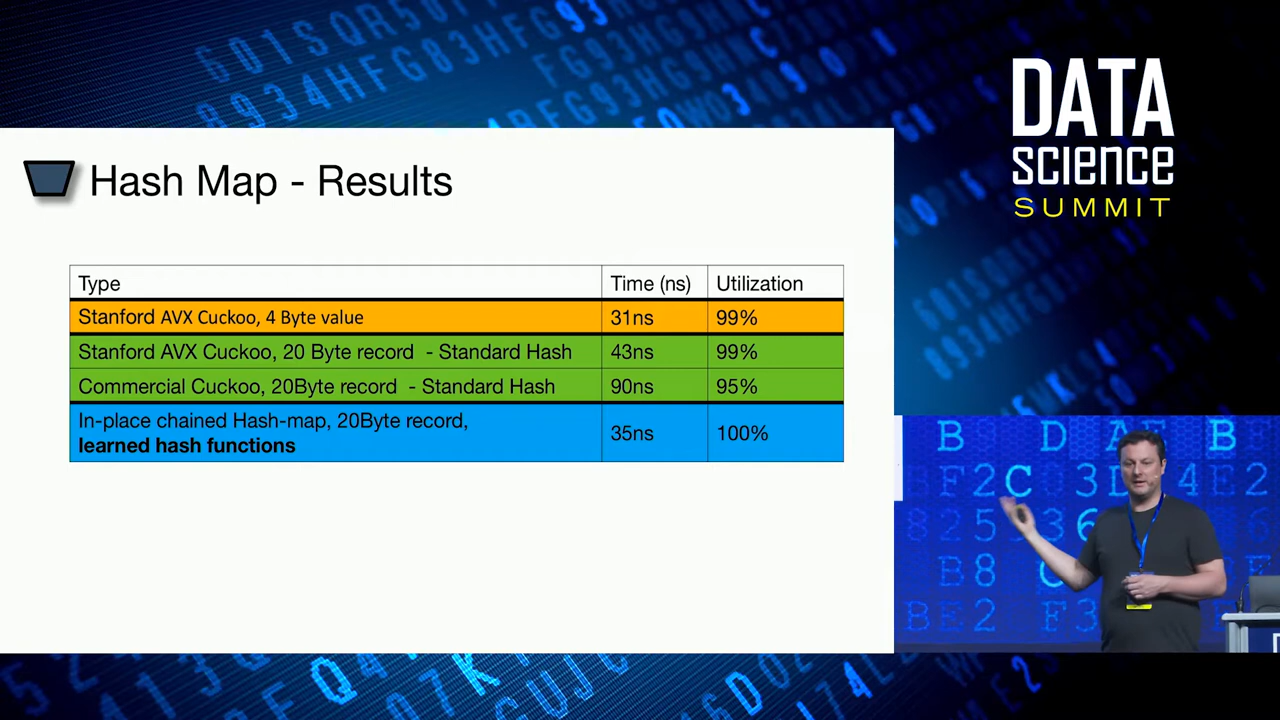 DATA
science
SUMMIT
Hash Map - Results
Type Time (ns) Utilization
Stanford AVX Cuckoo, 4 Byte value 31ns 99%
Stanford AVX Cuckoo, 20 Byte record - Standard Hash 43ns 99%
Commercial Cuckoo, 20Byte record - Standard Hash 90ns 95%
In-place chained Hash-map, 20Byte record,
learned hash functions 35ns 100%